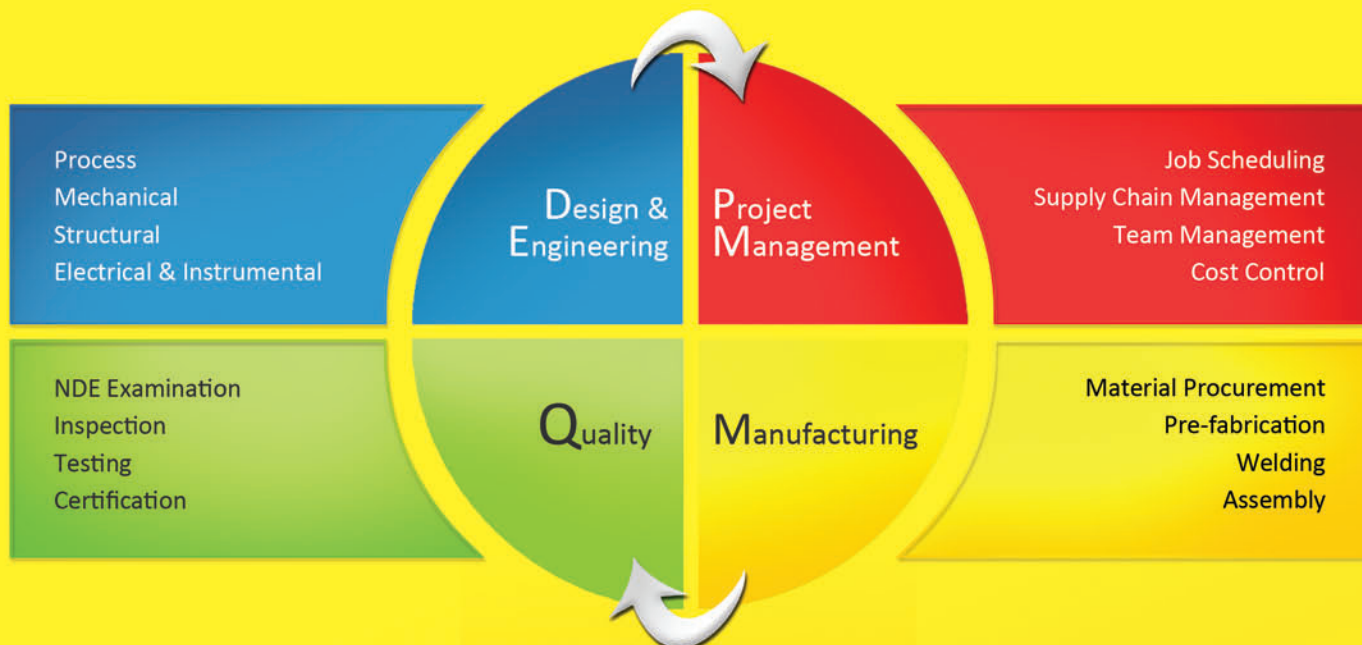 Process
Mechanical
Structural
Electrical & Instrumental
Design &
Engineering
Project
Management
Job Scheduling
Supply Chain Management
Team Management
Cost Control
NDE Examination
Inspection
Testing
Certification
Quality
Manufacturing
Material Procurement
Pre-fabrication
Welding
Assembly